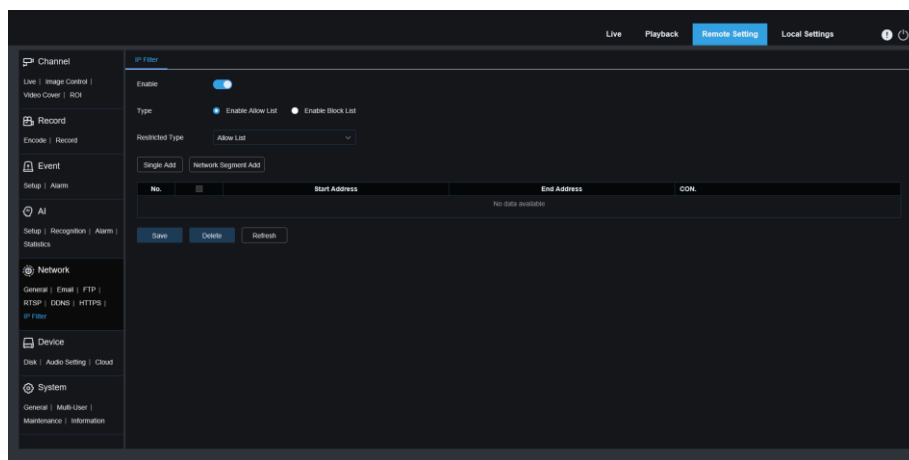 Live Playback Remote Setting Local Settings
Channel
Live | Image Control |
Video Cover | ROI
Record
Encode | Record
Event
Setup | Alarm
AI
Setup | Recognition | Alarm |
Statistics
Network
General | Email | FTP |
RTSP | DDNS | HTTPS |
IP Filter
Device
Disk | Audio Setting | Cloud
System
General | Multi-User |
Maintenance | Information
IP Filter
Enable
Type Enable Allow List Enable Block List
Restricted Type Allow List
Single Add Network Segment Add
No. Start Address End Address CON.
No data available
Save Delete Refresh